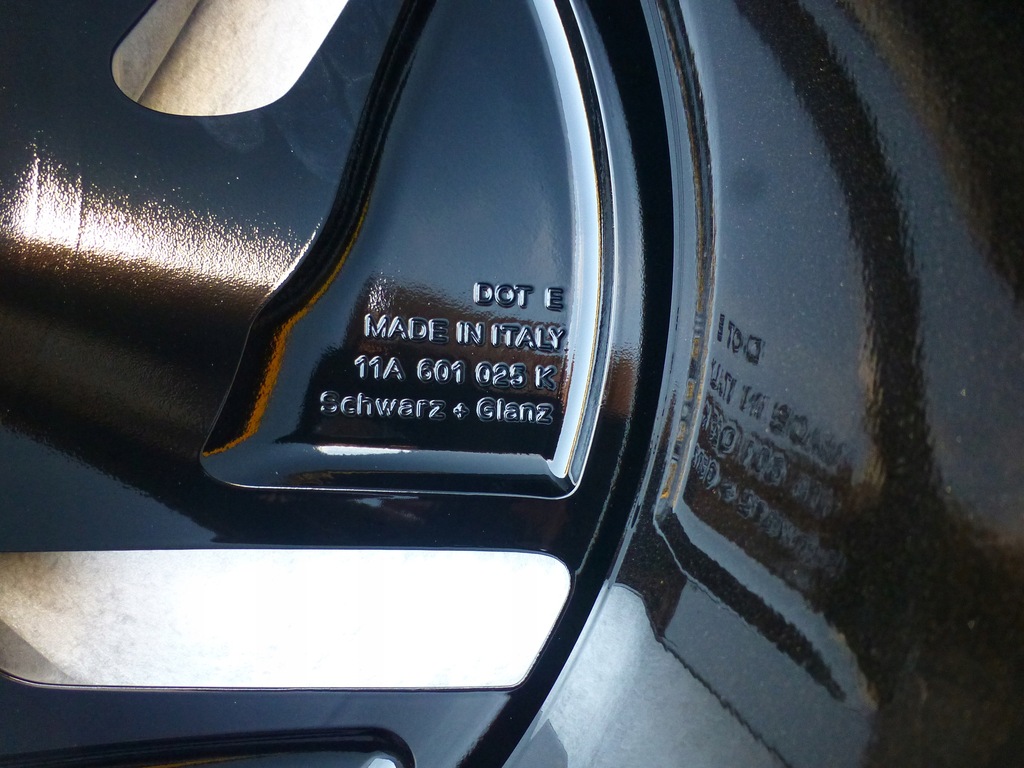 DOT E
MADE IN ITALY
11A 601 025 K
Schwarz + Glanz